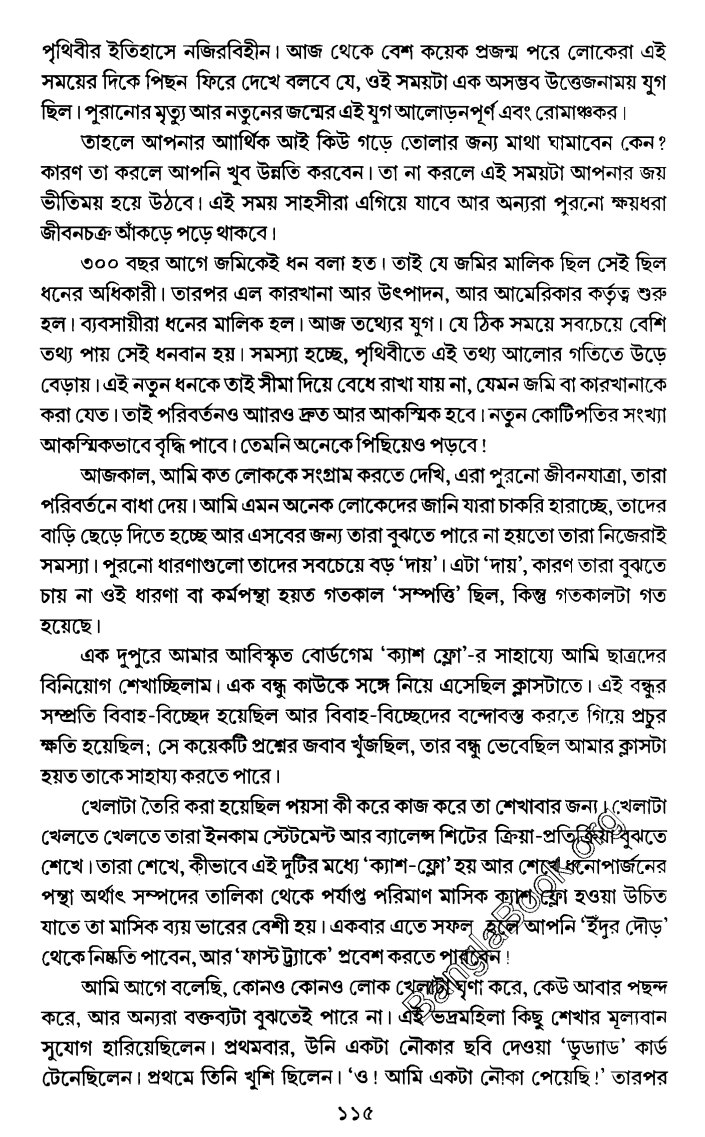 পৃথিবীর ইতিহাসে নজিরবিহীন। আজ থেকে বেশ কয়েক প্রজন্ম পরে লোকেরা এই
সময়ের দিকে পিছন ফিরে দেখে বলবে যে, ওই সময়টা এক অসম্ভব উত্তেজনাময় যুগ
ছিল। পুরানোর মৃত্যু আর নতুনের জন্মের এই যুগ আলোড়নপূর্ণ এবং রোমাঞ্চকর।
তাহলে আপনার আার্থিক আই কিউ গড়ে তোলার জন্য মাথা ঘামাবেন কেন?
কারণ তা করলে আপনি খুব উন্নতি করবেন। তা না করলে এই সময়টা আপনার জয়
ভীতিময় হয়ে উঠবে। এই সময় সাহসীরা এগিয়ে যাবে আর অন্যরা পুরনো ক্ষয়ধরা
জীবনচক্র আঁকড়ে পড়ে থাকবে।
৩০০ বছর আগে জমিকেই ধন বলা হত। তাই যে জমির মালিক ছিল সেই ছিল
ধনের অধিকারী। তারপর এল কারখানা আর উৎপাদন, আর আমেরিকার কর্তৃত্ব শুরু
হল। ব্যবসায়ীরা ধনের মালিক হল। আজ তথ্যের যুগ। যে ঠিক সময়ে সবচেয়ে বেশি
তথ্য পায় সেই ধনবান হয়। সমস্যা হচ্ছে, পৃথিবীতে এই তথ্য আলোর গতিতে উড়ে
বেড়ায়। এই নতুন ধনকে তাই সীমা দিয়ে বেধে রাখা যায় না, যেমন জমি বা কারখানাকে
করা যেত। তাই পরিবর্তনও আারও দ্রুত আর আকস্মিক হবে। নতুন কোটিপতির সংখ্যা
আকস্মিকভাবে বৃদ্ধি পাবে। তেমনি অনেকে পিছিয়েও পড়বে!
আজকাল, আমি কত লোককে সংগ্রাম করতে দেখি, এরা পুরনো জীবনযাত্রা, তারা
পরিবর্তনে বাধা দেয়। আমি এমন অনেক লোকেদের জানি যারা চাকরি হারাচ্ছে, তাদের
বাড়ি ছেড়ে দিতে হচ্ছে আর এসবের জন্য তারা বুঝতে পারে না হয়তো তারা নিজেরাই
সমস্যা। পুরনো ধারণাগুলো তাদের সবচেয়ে বড় ‘দায়’। এটা ‘দায়’, কারণ তারা বুঝতে
চায় না ওই ধারণা বা কর্মপন্থা হয়ত গতকাল ‘সম্পত্তি’ ছিল, কিন্তু গতকালটা গত
হয়েছে।
এক দুপুরে আমার আবিস্কৃত বোর্ডগেম ‘ক্যাশ ফ্লো’-র সাহায্যে আমি ছাত্রদের
বিনিয়োগ শেখাচ্ছিলাম। এক বন্ধু কাউকে সঙ্গে নিয়ে এসেছিল ক্লাসটাতে। এই বন্ধুর
সম্প্রতি বিবাহ-বিচ্ছেদ হয়েছিল আর বিবাহ-বিচ্ছেদের বন্দোবস্ত করতে গিয়ে প্রচুর
ক্ষতি হয়েছিল; সে কয়েকটি প্রশ্নের জবাব খুঁজছিল, তার বন্ধু ভেবেছিল আমার ক্লাসটা
হয়ত তাকে সাহায্য করতে পারে।
খেলাটা তৈরি করা হয়েছিল পয়সা কী করে কাজ করে তা শেখাবার জন্য। খেলাটা
খেলতে খেলতে তারা ইনকাম স্টেটমেন্ট আর ব্যালেন্স শিটের ক্রিয়া-প্রতিক্রিয়া বুঝতে
শেখে। তারা শেখে, কীভাবে এই দুটির মধ্যে ‘ক্যাশ-ফ্লো’ হয় আর শেখে ধনোপার্জনের
পন্থা অর্থাৎ সম্পদের তালিকা থেকে পর্যাপ্ত পরিমাণ মাসিক ক্যাশ ফ্লো হওয়া উচিত
যাতে তা মাসিক ব্যয় ভারের বেশী হয়। একবার এতে সফল হলে আপনি ‘ইঁদুর দৌড়’
থেকে নিষ্কতি পাবেন, আর ‘ফাস্ট ট্র্যাকে’ প্রবেশ করতে পারবেন!
আমি আগে বলেছি, কোনও কোনও লোক খেলাটা ঘৃণা করে, কেউ আবার পছন্দ
করে, আর অন্যরা বক্তব্যটা বুঝতেই পারে না। এই ভদ্রমহিলা কিছু শেখার মূল্যবান
সুযোগ হারিয়েছিলেন। প্রথমবার, উনি একটা নৌকার ছবি দেওয়া ‘ডুড্যাড’ কার্ড
টেনেছিলেন। প্রথমে তিনি খুশি ছিলেন। ‘ও! আমি একটা নৌকা পেয়েছি!’ তারপর
১১৫
BanglaBook.org